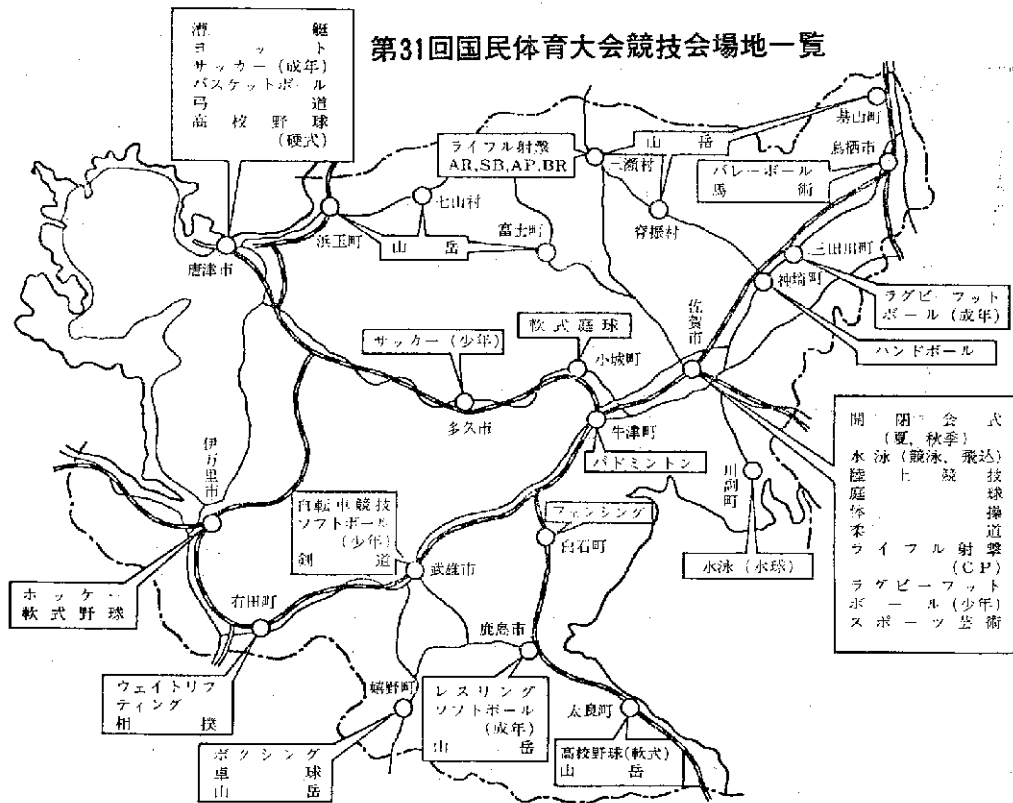 第31回国民体育大会競技会場地一覧
漕艇
ヨット
サッカー(成年)
バスケットボール
弓道
高校野球
(硬式)
唐津市
浜玉町
七山村
山岳
富士町
ライフル射撃
AR,SB,AP,BR
三瀬村
山岳
脊振村
基山町
鳥栖市
バレーボール
馬術
三田川町
神埼町
ラグビーフット
ボール(成年)
ハンドボール
佐賀市
軟式庭球
小城町
サッカー(少年)
多久市
牛津町
バドミントン
川副町
水泳(水球)
開閉会式
(夏,秋季)
水泳(競泳,飛込)
陸上競技
庭球
体操
柔道
ライフル射撃
(CP)
ラグビーフット
ボール(少年)
スポーツ芸術
伊万里市
ホッケー
軟式野球
自転車競技
ソフトボール
(少年)
剣道
武雄市
フェンシング
白石町
有田町
ウェイトリフ
ティング
相撲
嬉野町
ボクシング
卓球
山岳
鹿島市
レスリング
ソフトボール
(成年)
山岳
太良町
高校野球(軟式)
山岳